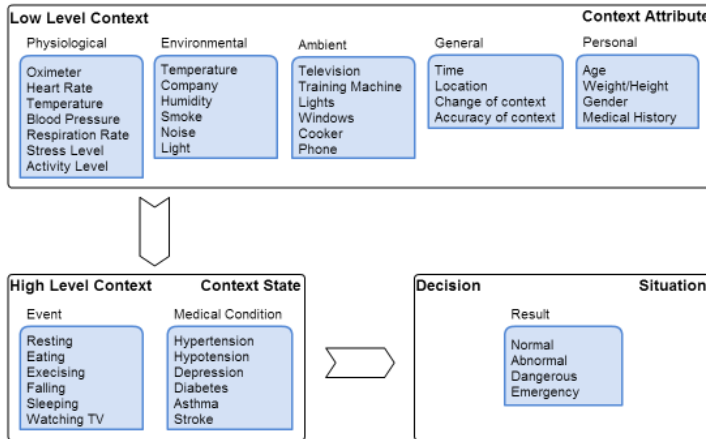 Low Level Context
Context Attribute
Physiological
Oximeter
Heart Rate
Temperature
Blood Pressure
Respiration Rate
Stress Level
Activity Level
Environmental
Temperature
Company
Humidity
Smoke
Noise
Light
Ambient
Television
Training Machine
Lights
Windows
Cooker
Phone
General
Time
Location
Change of context
Accuracy of context
Personal
Age
Weight/Height
Gender
Medical History
High Level Context
Context State
Event
Resting
Eating
Execising
Falling
Sleeping
Watching TV
Medical Condition
Hypertension
Hypotension
Depression
Diabetes
Asthma
Stroke
Decision
Situation
Result
Normal
Abnormal
Dangerous
Emergency